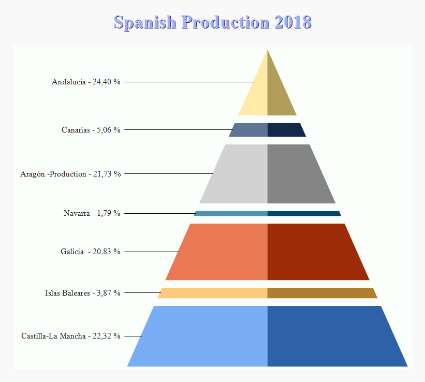 Spanish Production 2018
Andalucia - 24,40 %
Canarias - 5,06 %
Aragón -Production - 21,73 %
Navarra - 1,79 %
Galicia - 20,83 %
Islas Baleares - 3,87 %
Castilla-La Mancha - 22,32 %